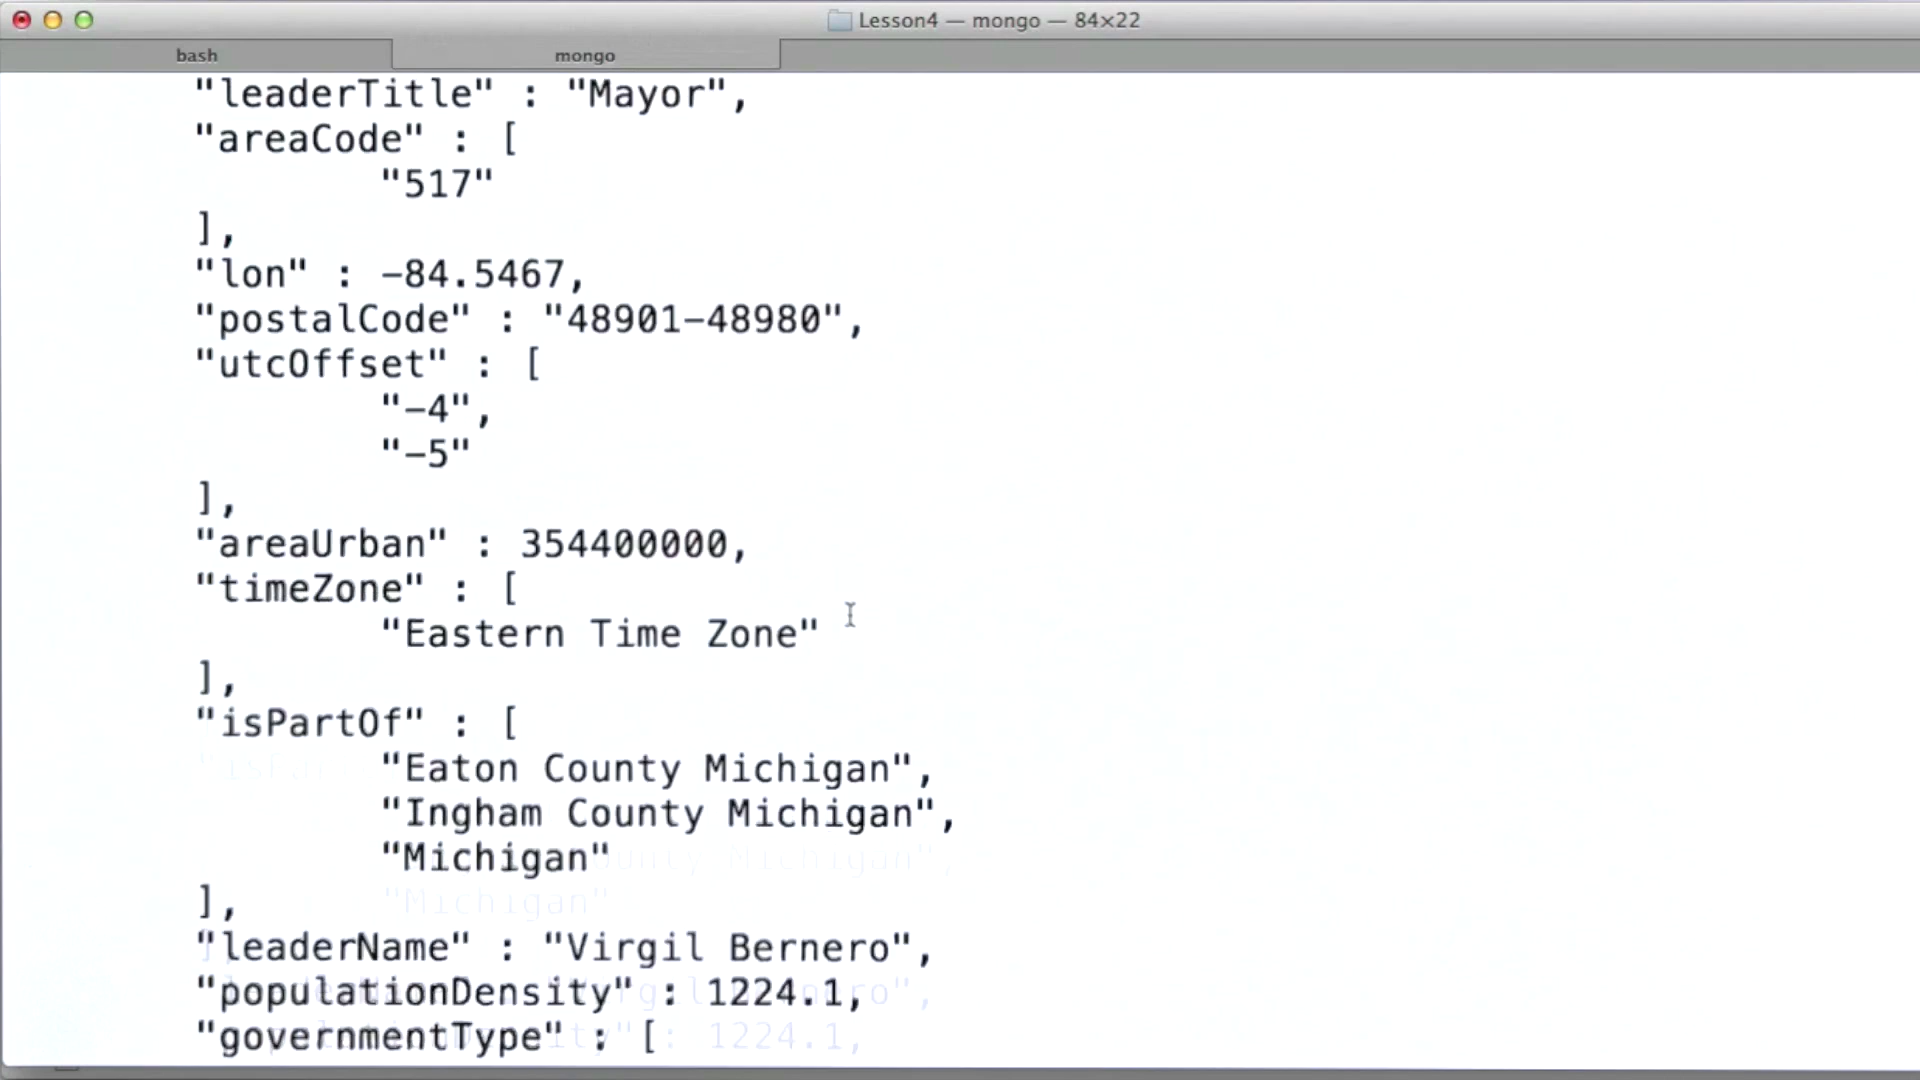 Lesson4 — mongo — 84×22
bash
mongo
"leaderTitle" : "Mayor",
"areaCode" : [
"517"
],
"lon" : -84.5467,
"postalCode" : "48901-48980",
"utcOffset" : [
"-4",
"-5"
],
"areaUrban" : 354400000,
"timeZone" : [
"Eastern Time Zone"
],
"isPartOf" : [
"Eaton County Michigan",
"Ingham County Michigan",
"Michigan"
],
"leaderName" : "Virgil Bernero",
"populationDensity" : 1224.1,
"governmentType" : [